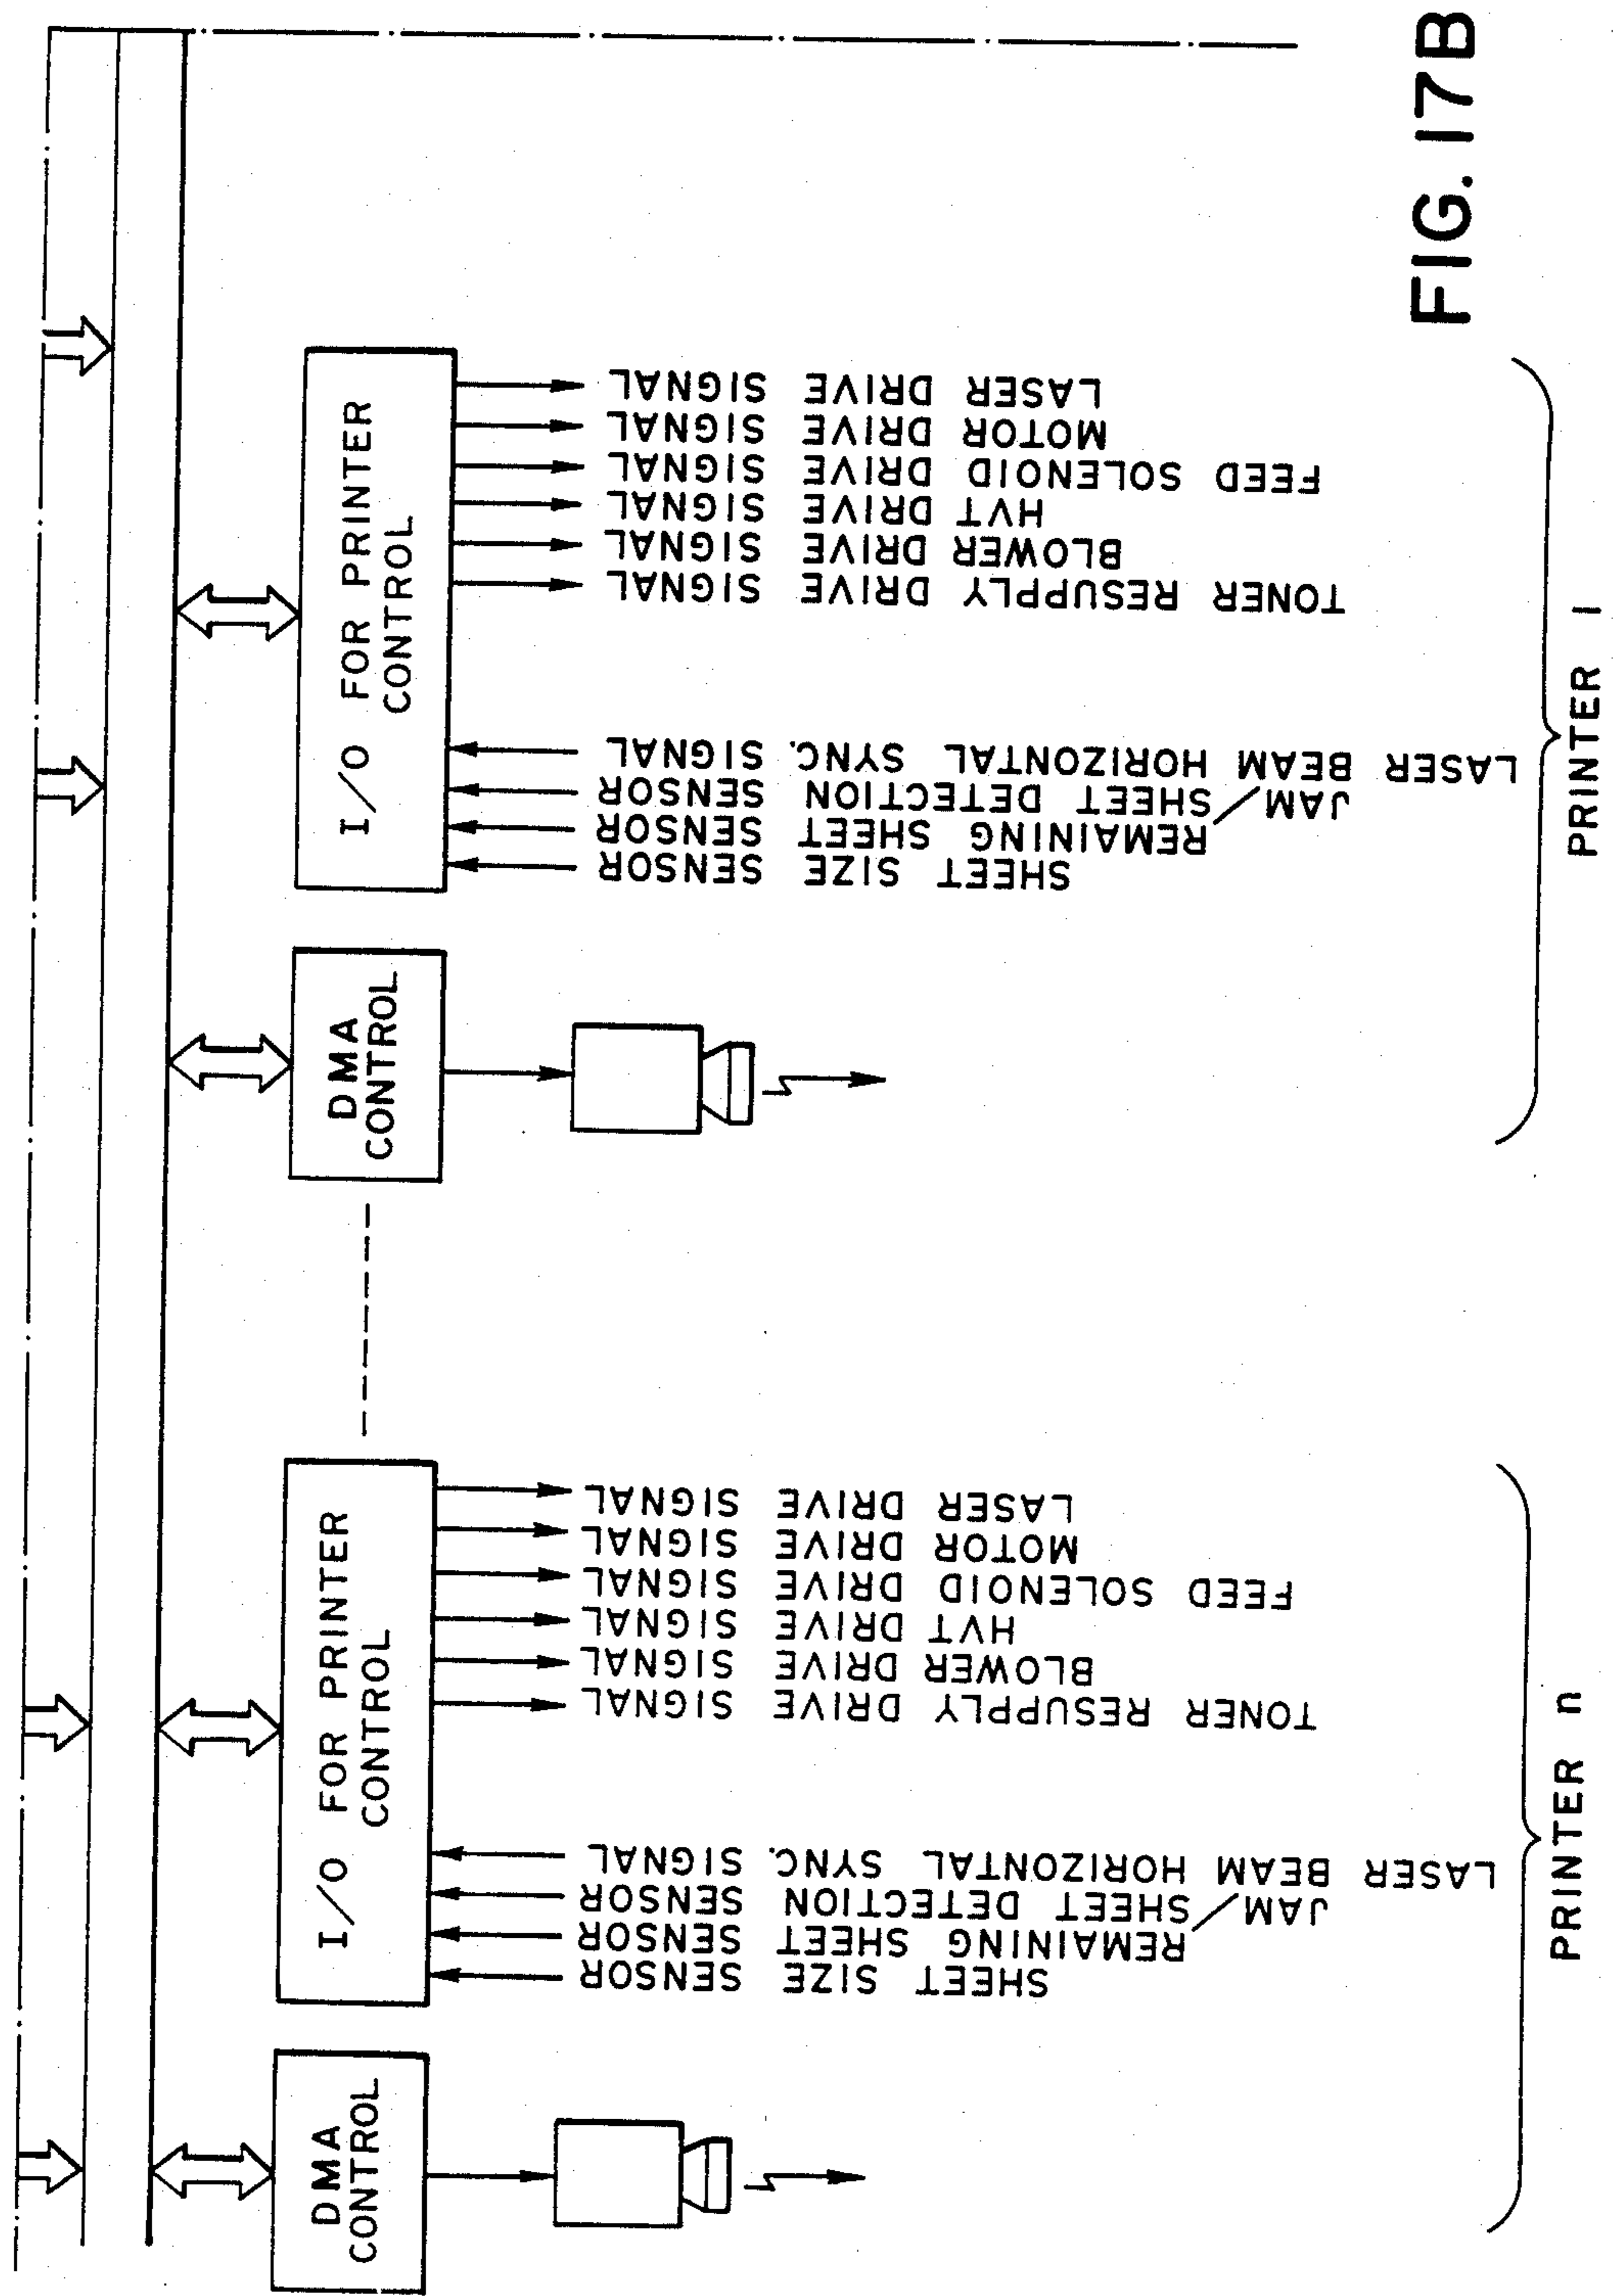 FIG. 17B
I/O FOR PRINTER
CONTROL
LASER DRIVE SIGNAL
MOTOR DRIVE SIGNAL
FEED SOLENOID DRIVE SIGNAL
HVT DRIVE SIGNAL
BLOWER DRIVE SIGNAL
TONER RESUPPLY DRIVE SIGNAL
LASER BEAM HORIZONTAL SYNC. SIGNAL
JAM/SHEET DETECTION SENSOR
REMAINING SHEET SENSOR
SHEET SIZE SENSOR
DMA
CONTROL
PRINTER 1
I/O FOR PRINTER
CONTROL
LASER DRIVE SIGNAL
MOTOR DRIVE SIGNAL
FEED SOLENOID DRIVE SIGNAL
HVT DRIVE SIGNAL
BLOWER DRIVE SIGNAL
TONER RESUPPLY DRIVE SIGNAL
LASER BEAM HORIZONTAL SYNC. SIGNAL
JAM/SHEET DETECTION SENSOR
REMAINING SHEET SENSOR
SHEET SIZE SENSOR
DMA
CONTROL
PRINTER n